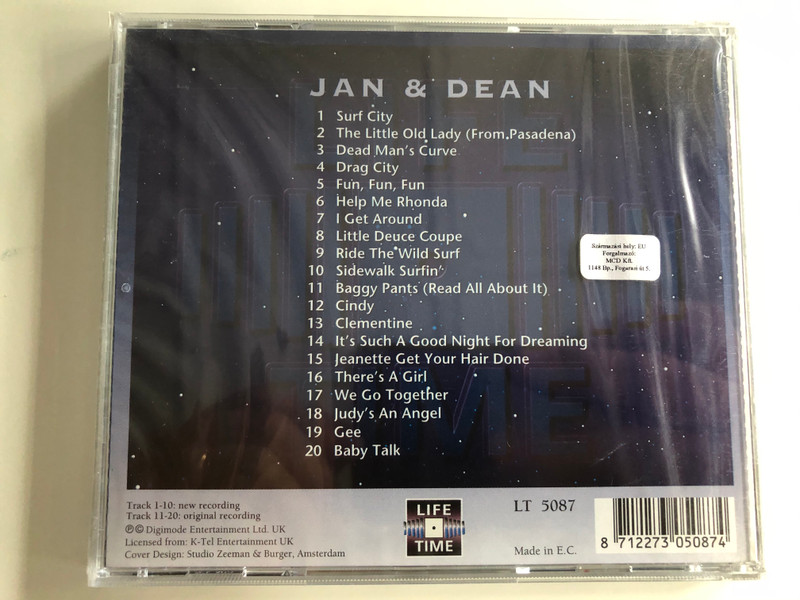 JAN & DEAN
1 Surf City
2 The Little Old Lady (From Pasadena)
3 Dead Man's Curve
4 Drag City
5 Fun, Fun, Fun
6 Help Me Rhonda
7 I Get Around
8 Little Deuce Coupe
9 Ride The Wild Surf
10 Sidewalk Surfin'
11 Baggy Pants (Read All About It)
12 Cindy
13 Clementine
14 It's Such A Good Night For Dreaming
15 Jeanette Get Your Hair Done
16 There's A Girl
17 We Go Together
18 Judy's An Angel
19 Gee
20 Baby Talk
LIFE
TIME
Származási hely: EU
Forgalmazó:
MCD Kft.
1148 Bp., Fogarasi út 5.
Track 1-10: new recording
Track 11-20: original recording
℗© Digimode Entertainment Ltd. UK
Licensed from: K-Tel Entertainment UK
Cover Design: Studio Zeeman & Burger, Amsterdam
LIFE
TIME
LT 5087
Made in E.C.
8 712273 050874